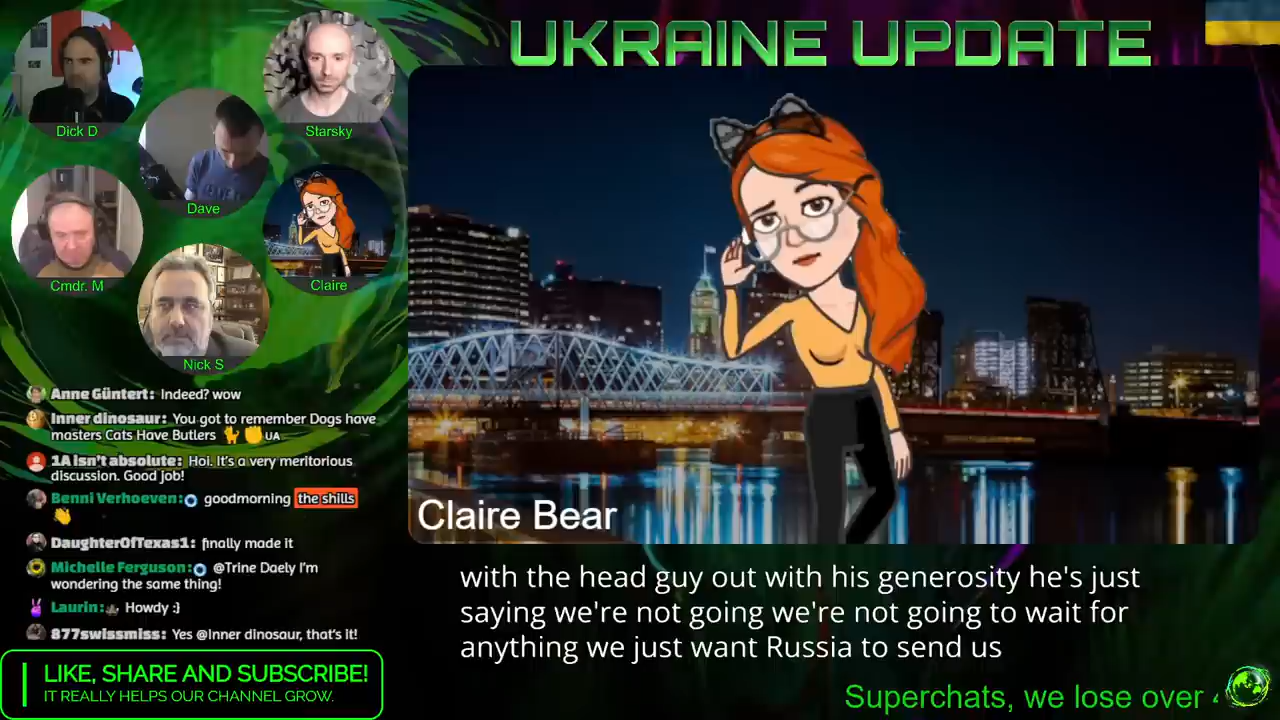 UKRAINE UPDATE
Dick D
Starsky
Dave
Cmdr. M
Claire
Nick S
Anne Güntert: Indeed? wow
Inner dinosaur: You got to remember Dogs have
masters Cats Have Butlers UA
1A isn't absolute: Hoi. It's a very meritorious
discussion. Good job!
Benni Verhoeven: goodmorning the shills
DaughterOfTexas1: finally made it
Michelle Ferguson: @Trine Daely I'm
wondering the same thing!
Laurin: Howdy :}
877swissmiss: Yes @Inner dinosaur, that's it!
LIKE, SHARE AND SUBSCRIBE!
IT REALLY HELPS OUR CHANNEL GROW.
Claire Bear
with the head guy out with his generosity he's just
saying we're not going we're not going to wait for
anything we just want Russia to send us
Superchats, we lose over